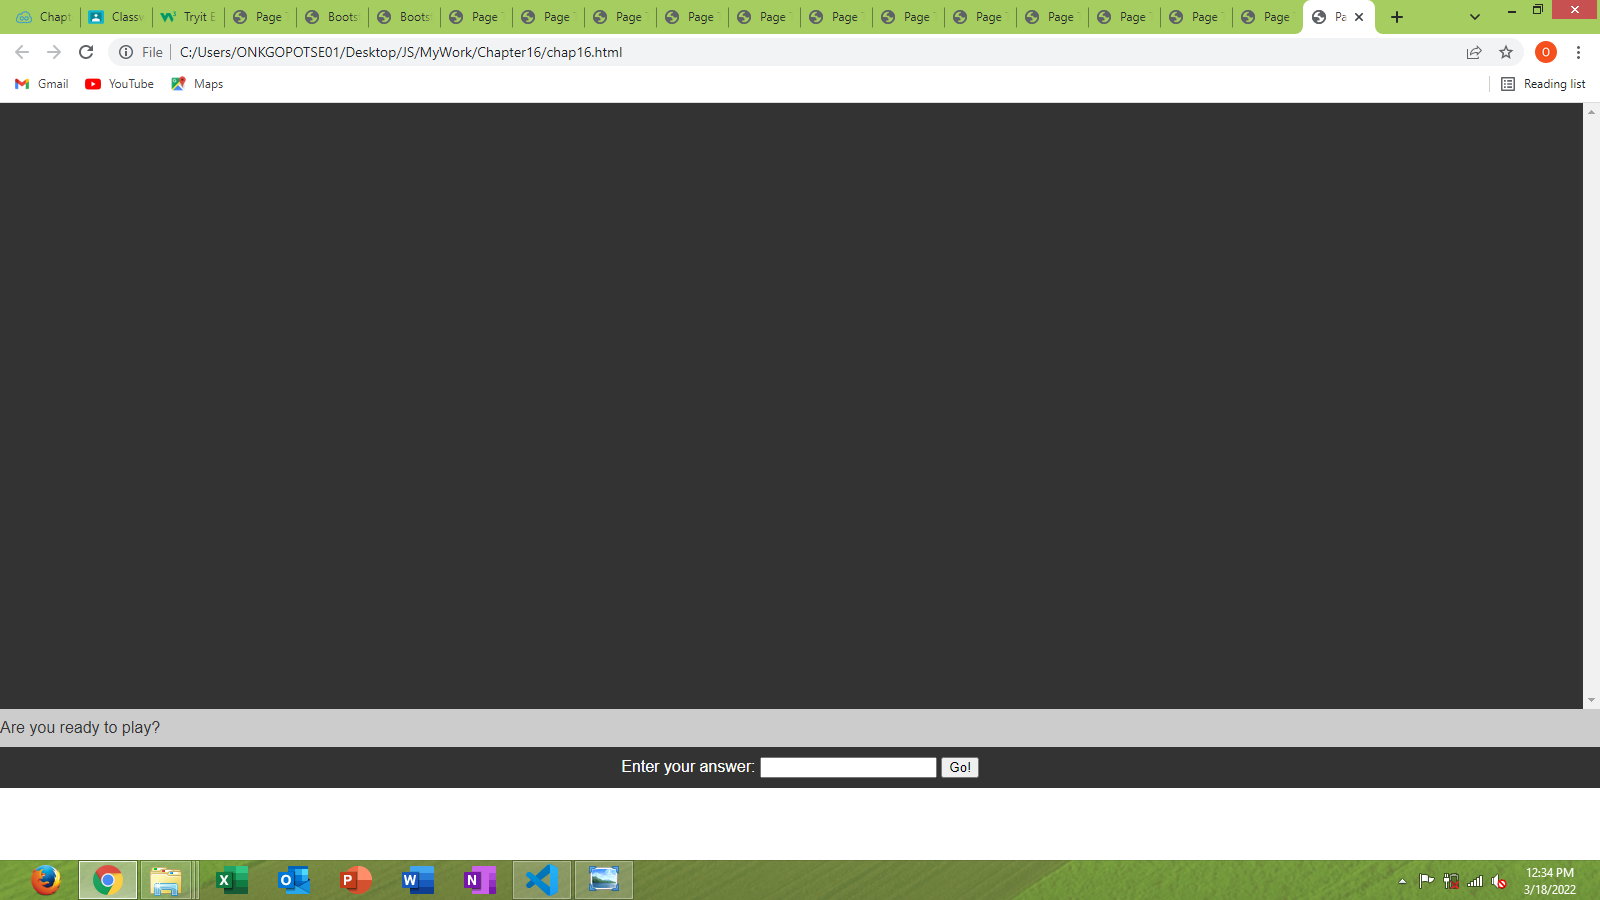 Chapt Classw Tryit E Page Boots Boots Page Page Page Page Page Page Page Page Page Page Page Page Pa
File C:/Users/ONKGOPOTSE01/Desktop/JS/MyWork/Chapter16/chap16.html O
Gmail YouTube Maps Reading list
Are you ready to play?
Enter your answer: Go!
12:34 PM
3/18/2022